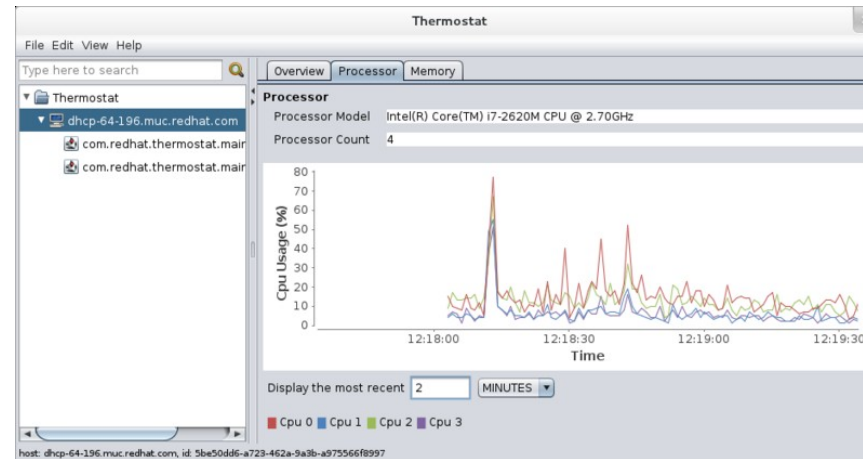 Thermostat
File Edit View Help
Type here to search
Overview Processor Memory
Thermostat
dhcp-64-196.muc.redhat.com
com.redhat.thermostat.mair
com.redhat.thermostat.mair
Processor
Processor Model Intel(R) Core(TM) i7-2620M CPU @ 2.70GHz
Processor Count 4
Cpu Usage (%)
80
70
60
50
40
30
20
10
0
12:18:00 12:18:30 12:19:00 12:19:30
Time
Display the most recent 2 MINUTES
Cpu 0 Cpu 1 Cpu 2 Cpu 3
host: dhcp-64-196.muc.redhat.com, id: 5be50dd6-a723-462a-9a3b-a975566f8997